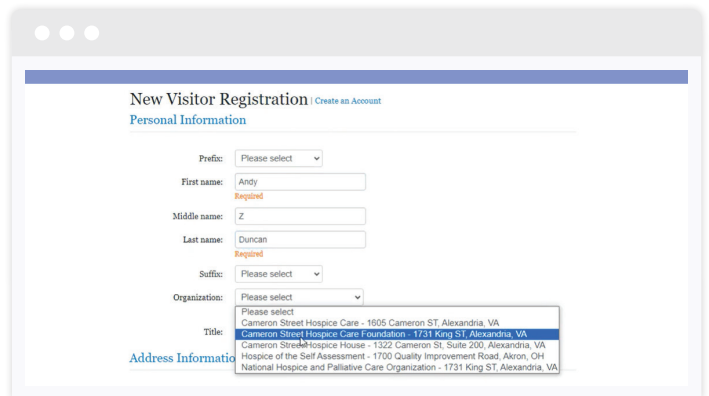 New Visitor Registration | Create an Account
Personal Information
Prefix: Please select
First name: Andy
Required
Middle name: Z
Last name: Duncan
Required
Suffix: Please select
Organization: Please select
Please select
Cameron Street Hospice Care - 1605 Cameron ST, Alexandria, VA
Title: Cameron Street Hospice Care Foundation - 1731 King ST, Alexandria, VA
Cameron Street Hospice House - 1322 Cameron St, Suite 200, Alexandria, VA
Address Informatio Hospice of the Self Assessment - 1700 Quality Improvement Road, Akron, OH
National Hospice and Palliative Care Organization - 1731 King ST, Alexandria, VA